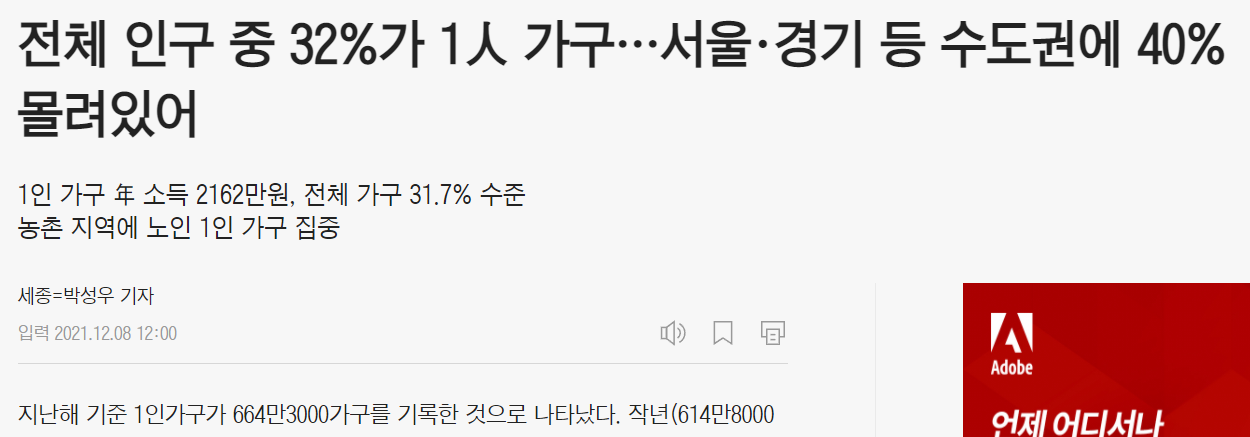 전체 인구 중 32%가 1人 가구…서울·경기 등 수도권에 40%
몰려있어
1인 가구 年 소득 2162만원, 전체 가구 31.7% 수준
농촌 지역에 노인 1인 가구 집중
세종=박성우 기자
입력 2021.12.08 12:00
Adobe
언제 어디서나
지난해 기준 1인가구가 664만3000가구를 기록한 것으로 나타났다. 작년(614만8000